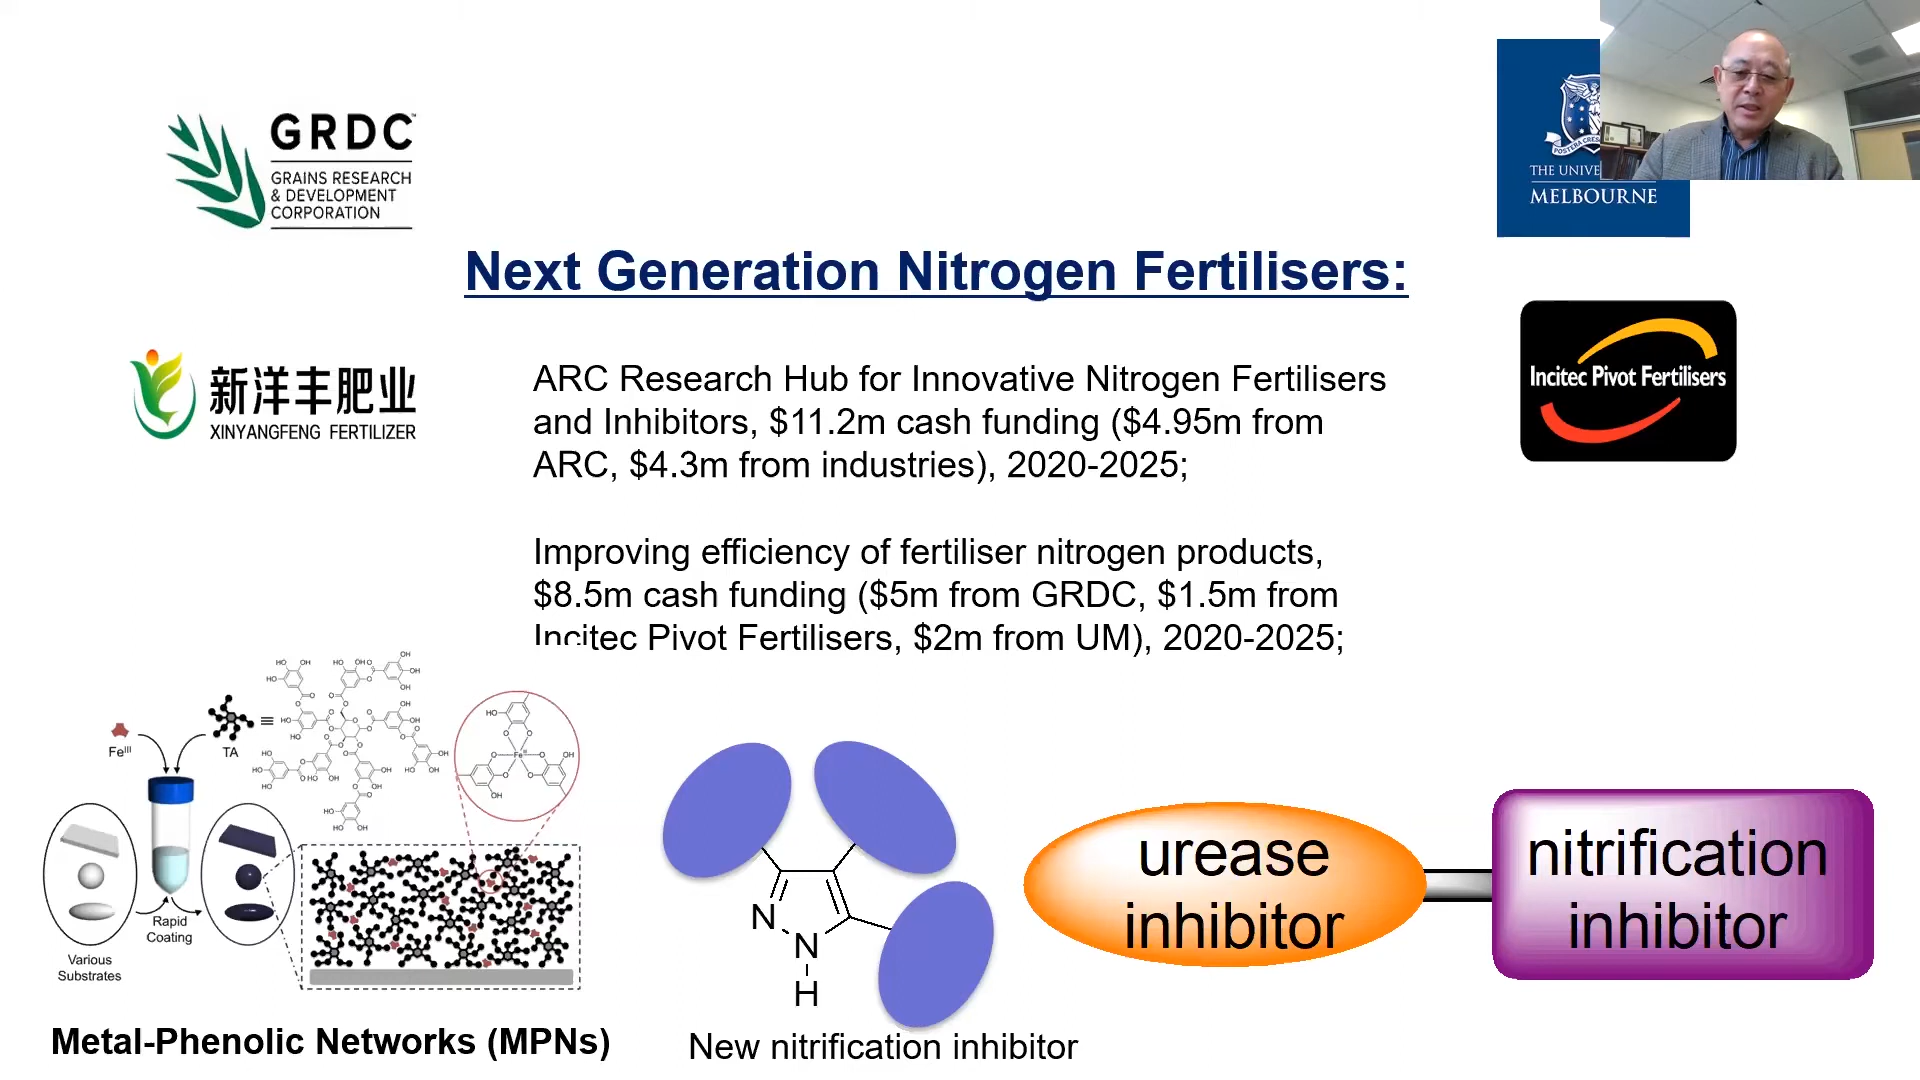 GRDC™
GRAINS RESEARCH
& DEVELOPMENT
CORPORATION
POSTERA CRES
THE UNIVE
MELBOURNE
Next Generation Nitrogen Fertilisers:
新洋丰肥业
XINYANGFENG FERTILIZER
Incitec Pivot Fertilisers
ARC Research Hub for Innovative Nitrogen Fertilisers
and Inhibitors, $11.2m cash funding ($4.95m from
ARC, $4.3m from industries), 2020-2025;
Improving efficiency of fertiliser nitrogen products,
$8.5m cash funding ($5m from GRDC, $1.5m from
Incitec Pivot Fertilisers, $2m from UM), 2020-2025;
FeIII
TA
Rapid
Coating
Various
Substrates
Metal-Phenolic Networks (MPNs)
N
N
H
New nitrification inhibitor
urease
inhibitor
nitrification
inhibitor